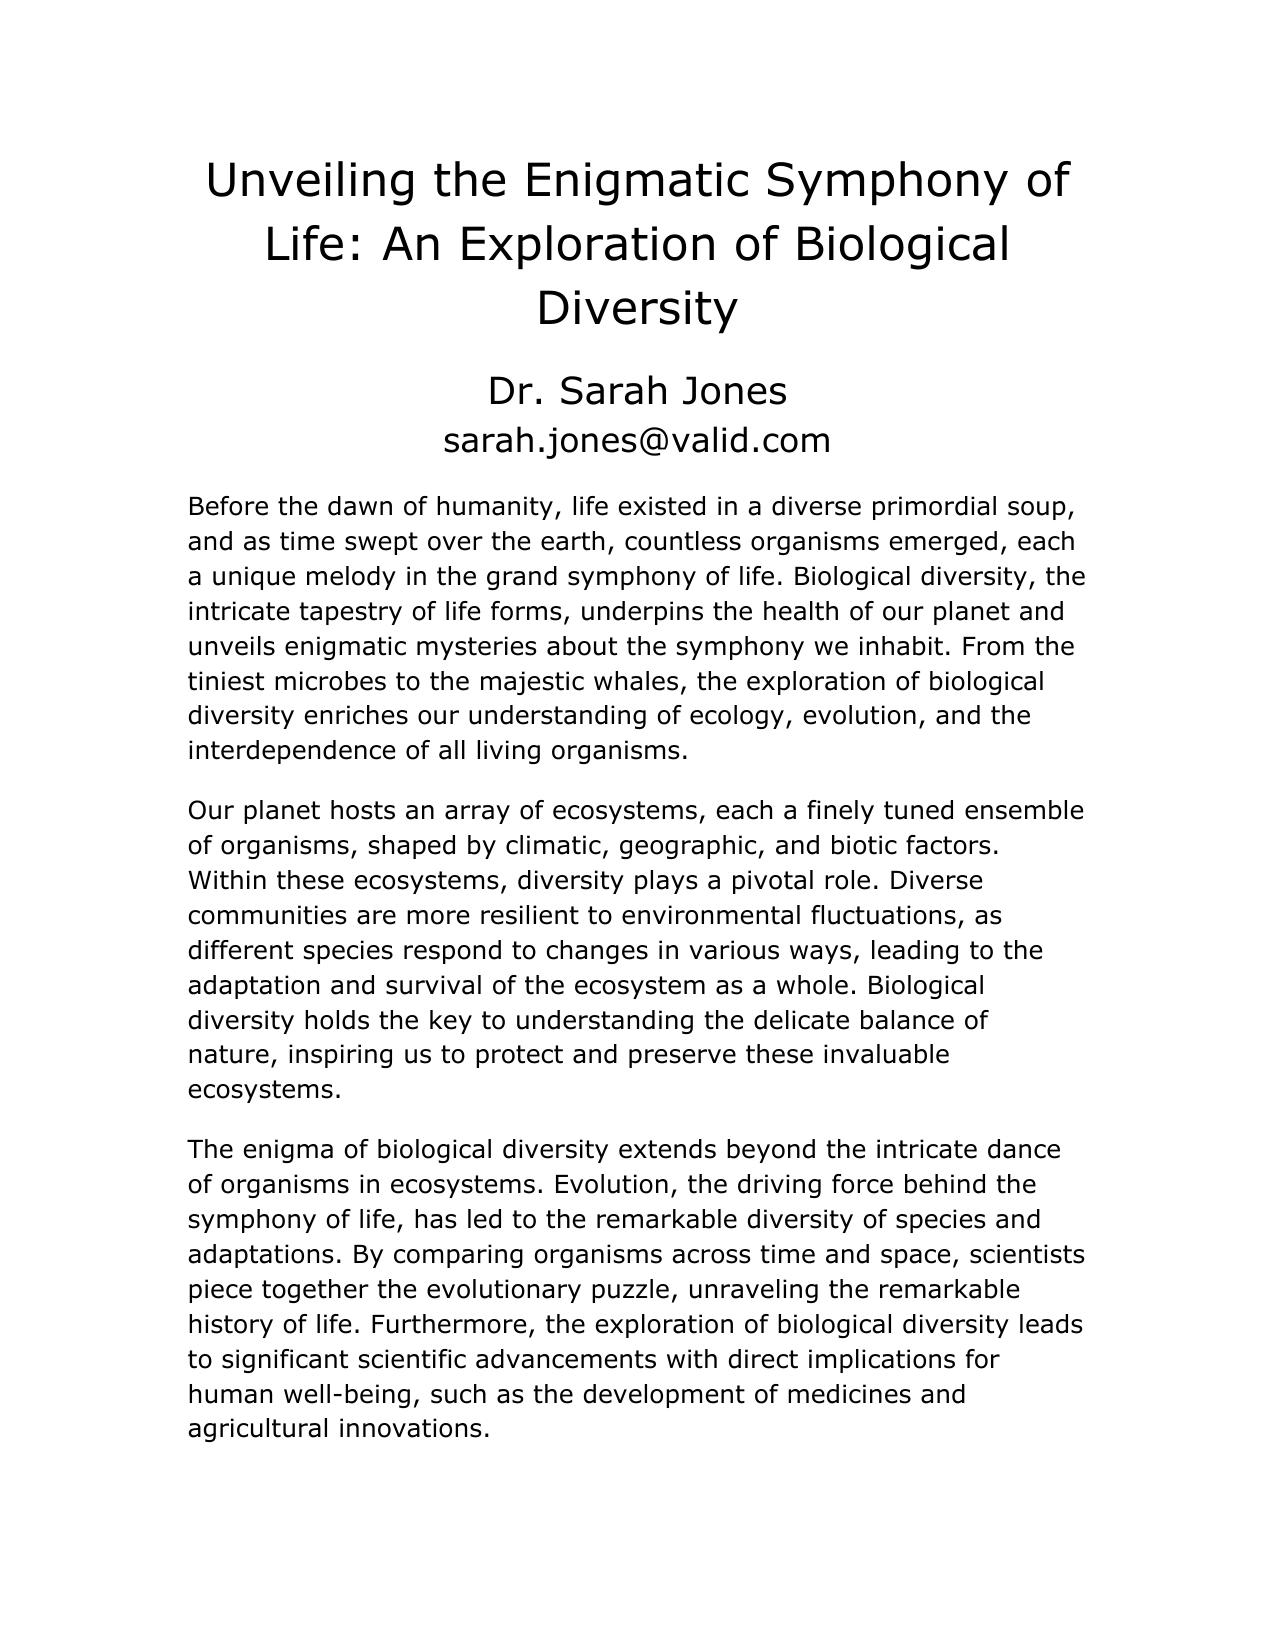 Unveiling the Enigmatic Symphony of
Life: An Exploration of Biological
Diversity
Dr. Sarah Jones
sarah.jones@valid.com
Before the dawn of humanity, life existed in a diverse primordial soup,
and as time swept over the earth, countless organisms emerged, each
a unique melody in the grand symphony of life. Biological diversity, the
intricate tapestry of life forms, underpins the health of our planet and
unveils enigmatic mysteries about the symphony we inhabit. From the
tiniest microbes to the majestic whales, the exploration of biological
diversity enriches our understanding of ecology, evolution, and the
interdependence of all living organisms.
Our planet hosts an array of ecosystems, each a finely tuned ensemble
of organisms, shaped by climatic, geographic, and biotic factors.
Within these ecosystems, diversity plays a pivotal role. Diverse
communities are more resilient to environmental fluctuations, as
different species respond to changes in various ways, leading to the
adaptation and survival of the ecosystem as a whole. Biological
diversity holds the key to understanding the delicate balance of
nature, inspiring us to protect and preserve these invaluable
ecosystems.
The enigma of biological diversity extends beyond the intricate dance
of organisms in ecosystems. Evolution, the driving force behind the
symphony of life, has led to the remarkable diversity of species and
adaptations. By comparing organisms across time and space, scientists
piece together the evolutionary puzzle, unraveling the remarkable
history of life. Furthermore, the exploration of biological diversity leads
to significant scientific advancements with direct implications for
human well-being, such as the development of medicines and
agricultural innovations.